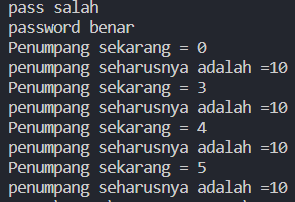 pass salah
password benar
Penumpang sekarang = 0
penumpang seharusnya adalah =10
Penumpang sekarang = 3
penumpang seharusnya adalah =10
Penumpang sekarang = 4
penumpang seharusnya adalah =10
Penumpang sekarang = 5
penumpang seharusnya adalah =10